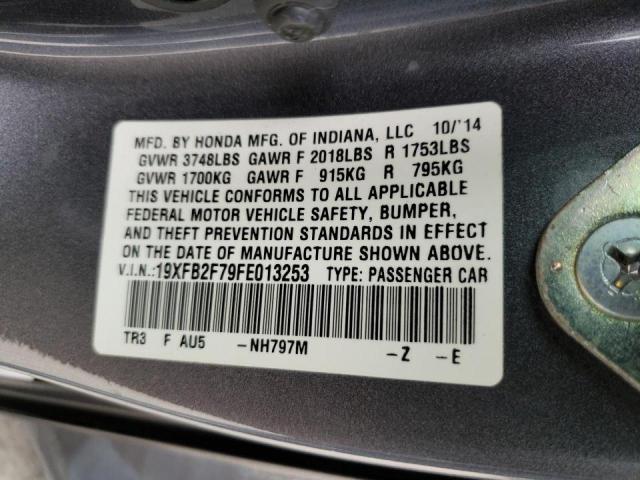 MFD. BY HONDA MFG. OF INDIANA, LLC 10/'14
GVWR 3748LBS GAWR F 2018LBS R 1753LBS
GVWR 1700KG GAWR F 915KG R 795KG
THIS VEHICLE CONFORMS TO ALL APPLICABLE
FEDERAL MOTOR VEHICLE SAFETY, BUMPER,
AND THEFT PREVENTION STANDARDS IN EFFECT
ON THE DATE OF MANUFACTURE SHOWN ABOVE.
V.I.N.:19XFB2F79FE013253 TYPE: PASSENGER CAR
TR3 F AU5 -NH797M -Z -E